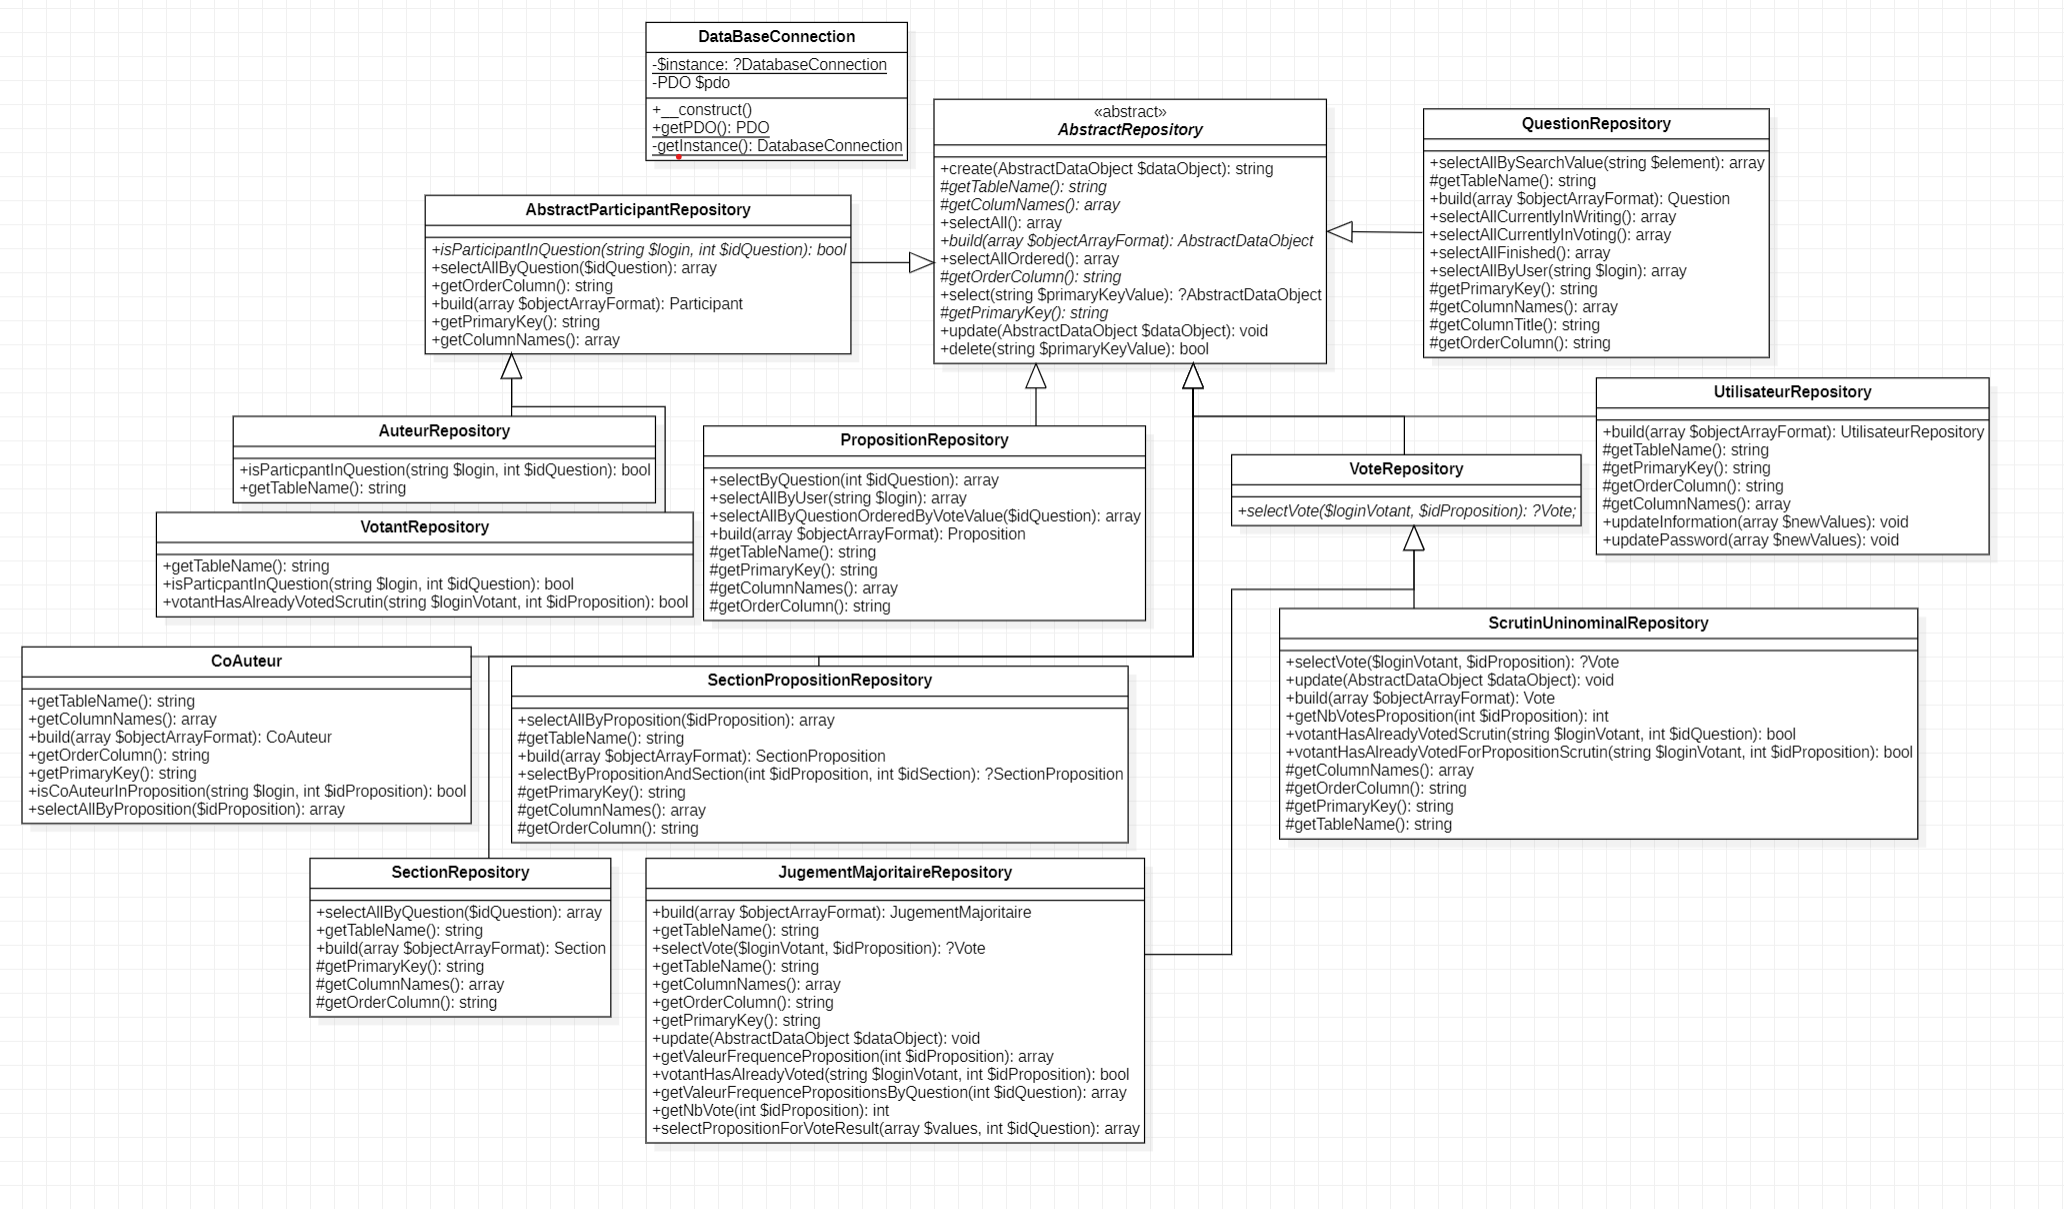 DataBaseConnection
-$instance: ?DatabaseConnection
-PDO $pdo
+__construct()
+getPDO(): PDO
-getInstance(): DatabaseConnection
«abstract»
AbstractRepository
+create(AbstractDataObject $dataObject): string
#getTableName(): string
#getColumNames(): array
+selectAll(): array
+build(array $objectArrayFormat): AbstractDataObject
+selectAllOrdered(): array
#getOrderColumn(): string
+select(string $primaryKeyValue): ?AbstractDataObject
#getPrimaryKey(): string
+update(AbstractDataObject $dataObject): void
+delete(string $primaryKeyValue): bool
QuestionRepository
+selectAllBySearchValue(string $element): array
#getTableName(): string
+build(array $objectArrayFormat): Question
+selectAllCurrentlyInWriting(): array
+selectAllCurrentlyInVoting(): array
+selectAllFinished(): array
+selectAllByUser(string $login): array
#getPrimaryKey(): string
#getColumnNames(): array
#getColumnTitle(): string
#getOrderColumn(): string
AbstractParticipantRepository
+isParticipantInQuestion(string $login, int $idQuestion): bool
+selectAllByQuestion($idQuestion): array
+getOrderColumn(): string
+build(array $objectArrayFormat): Participant
+getPrimaryKey(): string
+getColumnNames(): array
AuteurRepository
+isParticpantInQuestion(string $login, int $idQuestion): bool
+getTableName(): string
VotantRepository
+getTableName(): string
+isParticpantInQuestion(string $login, int $idQuestion): bool
+votantHasAlreadyVotedScrutin(string $loginVotant, int $idProposition): bool
PropositionRepository
+selectByQuestion(int $idQuestion): array
+selectAllByUser(string $login): array
+selectAllByQuestionOrderedByVoteValue($idQuestion): array
+build(array $objectArrayFormat): Proposition
#getTableName(): string
#getPrimaryKey(): string
#getColumnNames(): array
#getOrderColumn(): string
VoteRepository
+selectVote($loginVotant, $idProposition): ?Vote;
UtilisateurRepository
+build(array $objectArrayFormat): UtilisateurRepository
#getTableName(): string
#getPrimaryKey(): string
#getOrderColumn(): string
#getColumnNames(): array
+updateInformation(array $newValues): void
+updatePassword(array $newValues): void
ScrutinUninominalRepository
+selectVote($loginVotant, $idProposition): ?Vote
+update(AbstractDataObject $dataObject): void
+build(array $objectArrayFormat): Vote
+getNbVotesProposition(int $idProposition): int
+votantHasAlreadyVotedScrutin(string $loginVotant, int $idQuestion): bool
+votantHasAlreadyVotedForPropositionScrutin(string $loginVotant, int $idProposition): bool
#getColumnNames(): array
#getOrderColumn(): string
#getPrimaryKey(): string
#getTableName(): string
CoAuteur
+getTableName(): string
+getColumnNames(): array
+build(array $objectArrayFormat): CoAuteur
+getOrderColumn(): string
+getPrimaryKey(): string
+isCoAuteurInProposition(string $login, int $idProposition): bool
+selectAllByProposition($idProposition): array
SectionPropositionRepository
+selectAllByProposition($idProposition): array
#getTableName(): string
+build(array $objectArrayFormat): SectionProposition
+selectByPropositionAndSection(int $idProposition, int $idSection): ?SectionProposition
#getPrimaryKey(): string
#getColumnNames(): array
#getOrderColumn(): string
SectionRepository
+selectAllByQuestion($idQuestion): array
+getTableName(): string
+build(array $objectArrayFormat): Section
#getPrimaryKey(): string
#getColumnNames(): array
#getOrderColumn(): string
JugementMajoritaireRepository
+build(array $objectArrayFormat): JugementMajoritaire
+getTableName(): string
+selectVote($loginVotant, $idProposition): ?Vote
+getTableName(): string
+getColumnNames(): array
+getOrderColumn(): string
+getPrimaryKey(): string
+update(AbstractDataObject $dataObject): void
+getValeurFrequenceProposition(int $idProposition): array
+votantHasAlreadyVoted(string $loginVotant, int $idProposition): bool
+getValeurFrequencePropositionsByQuestion(int $idQuestion): array
+getNbVote(int $idProposition): int
+selectPropositionForVoteResult(array $values, int $idQuestion): array